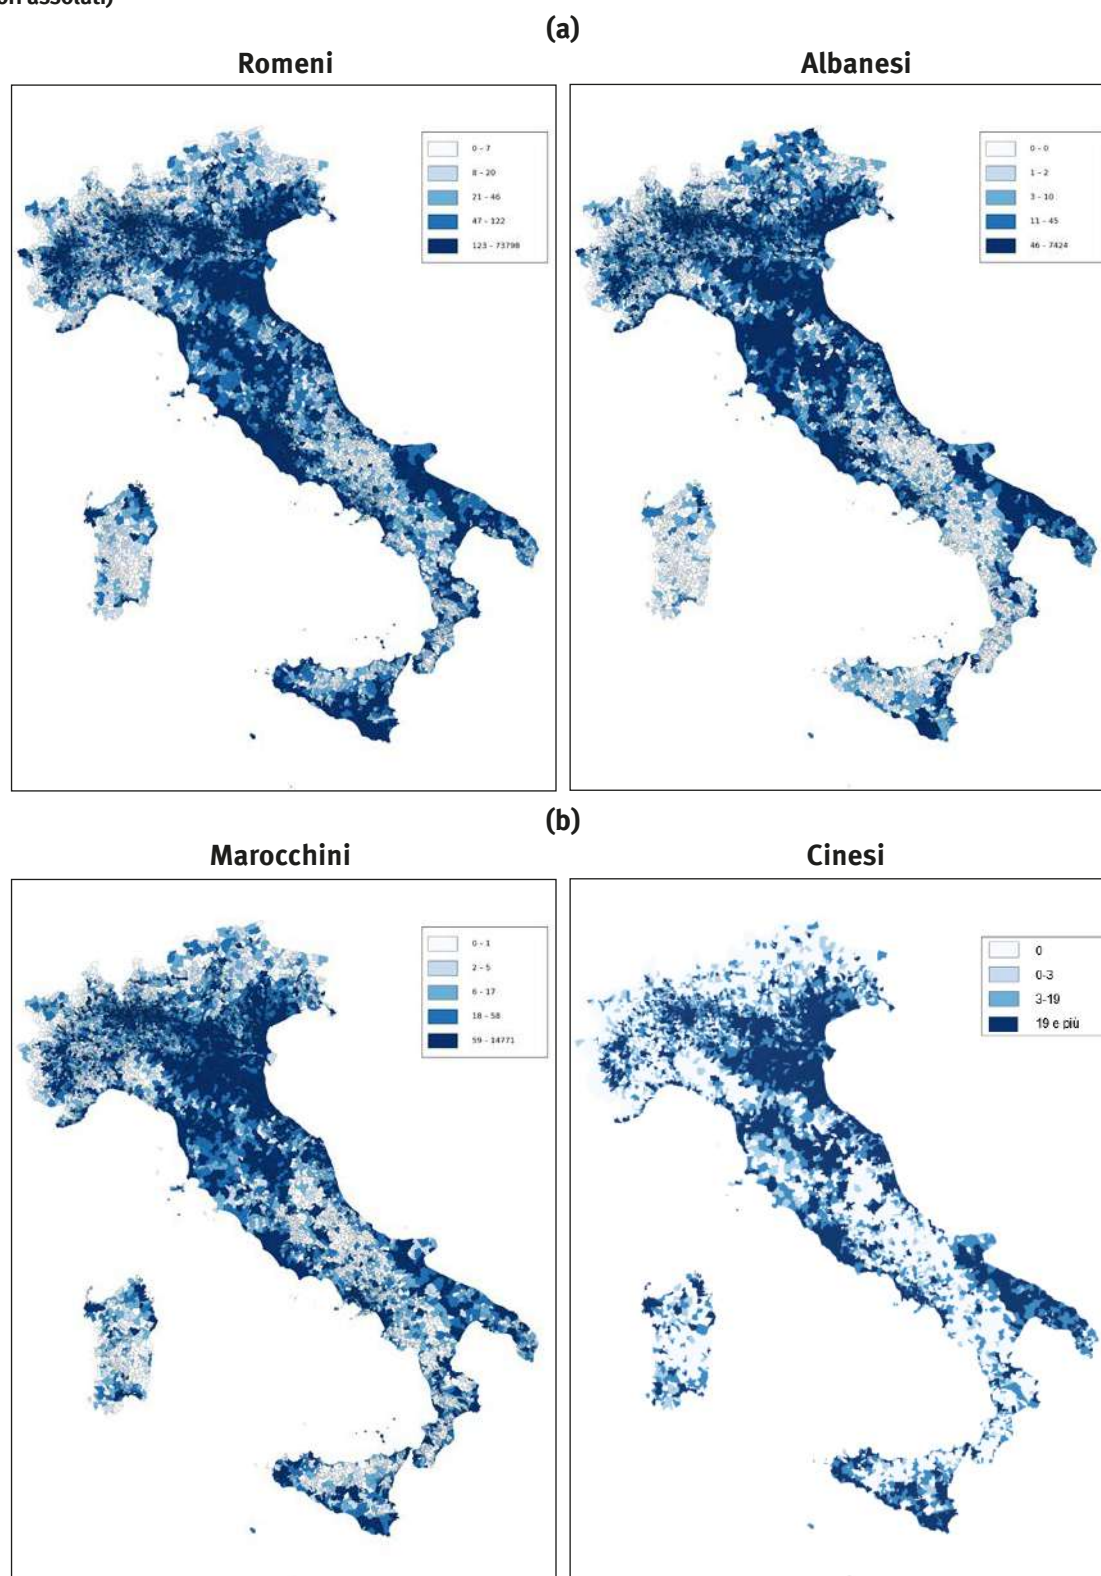 ori assoluti)
(a)
Romeni
Albanesi
0 – 7
8 – 20
21 – 46
47 – 122
123 – 73798
0 – 0
1 – 2
3 – 10
11 – 45
46 – 7424
(b)
Marocchini
Cinesi
0 – 1
2 – 5
6 – 17
18 – 58
59 – 14771
0
0-3
3-19
19 e più